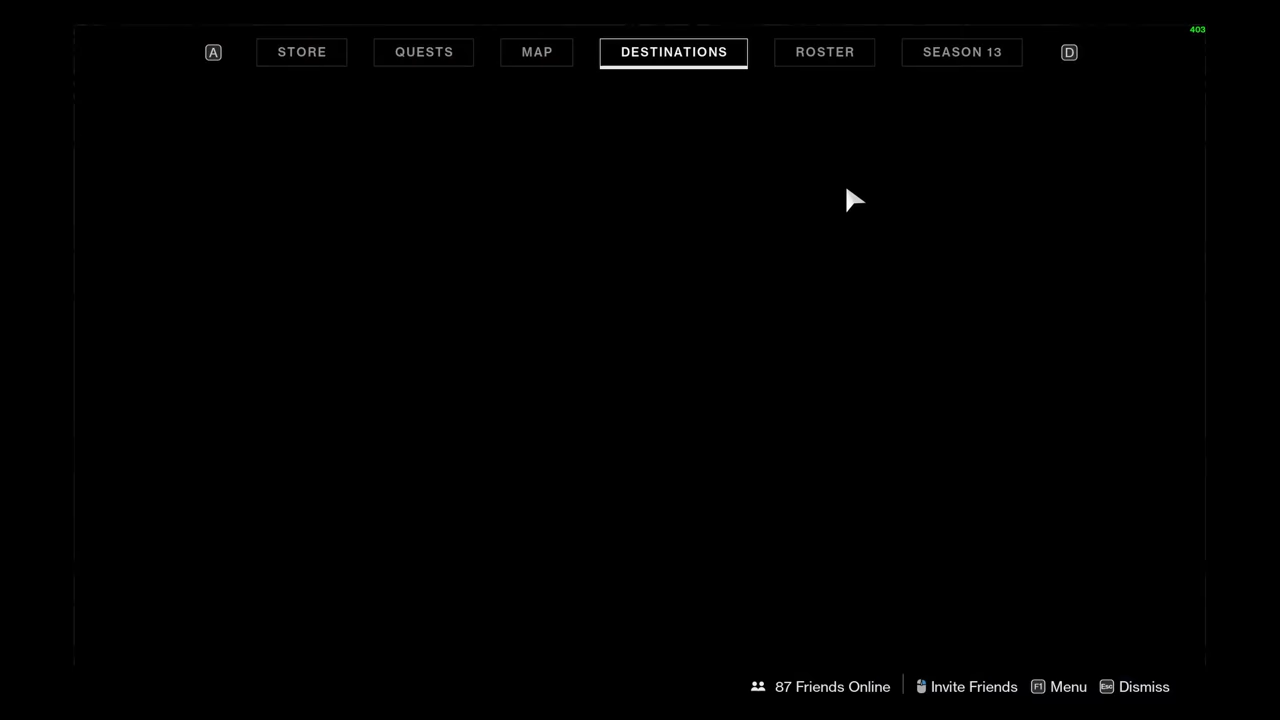 403
A STORE QUESTS MAP DESTINATIONS ROSTER SEASON 13 D
87 Friends Online Invite Friends F1 Menu Esc Dismiss